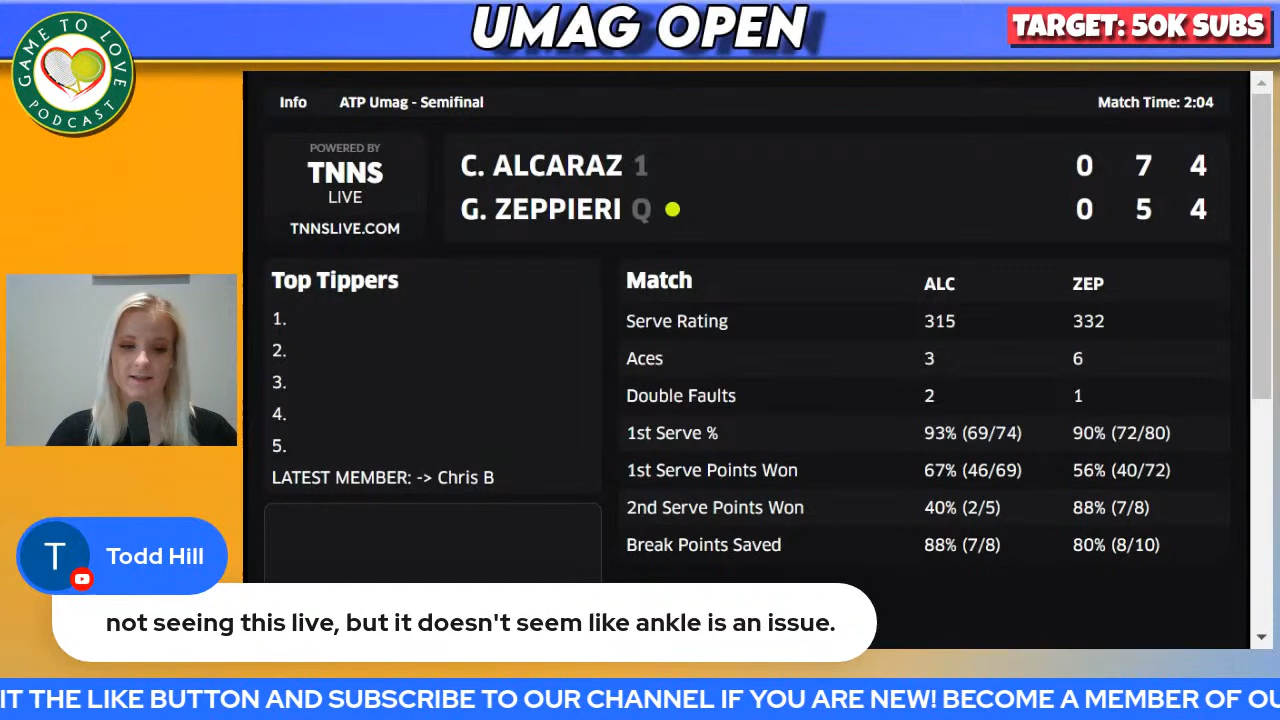 UMAG OPEN
TARGET: 50K SUBS
GAME TO LOVE
PODCAST
Info ATP Umag - Semifinal Match Time: 2:04
POWERED BY
TNNS
LIVE
TNNSLIVE.COM
C. ALCARAZ 1 0 7 4
G. ZEPPIERI Q 0 5 4
Top Tippers
1.
2.
3.
4.
5.
LATEST MEMBER: -> Chris B
Match ALC ZEP
Serve Rating 315 332
Aces 3 6
Double Faults 2 1
1st Serve % 93% (69/74) 90% (72/80)
1st Serve Points Won 67% (46/69) 56% (40/72)
2nd Serve Points Won 40% (2/5) 88% (7/8)
Break Points Saved 88% (7/8) 80% (8/10)
T Todd Hill
not seeing this live, but it doesn't seem like ankle is an issue.
IT THE LIKE BUTTON AND SUBSCRIBE TO OUR CHANNEL IF YOU ARE NEW! BECOME A MEMBER OF OU